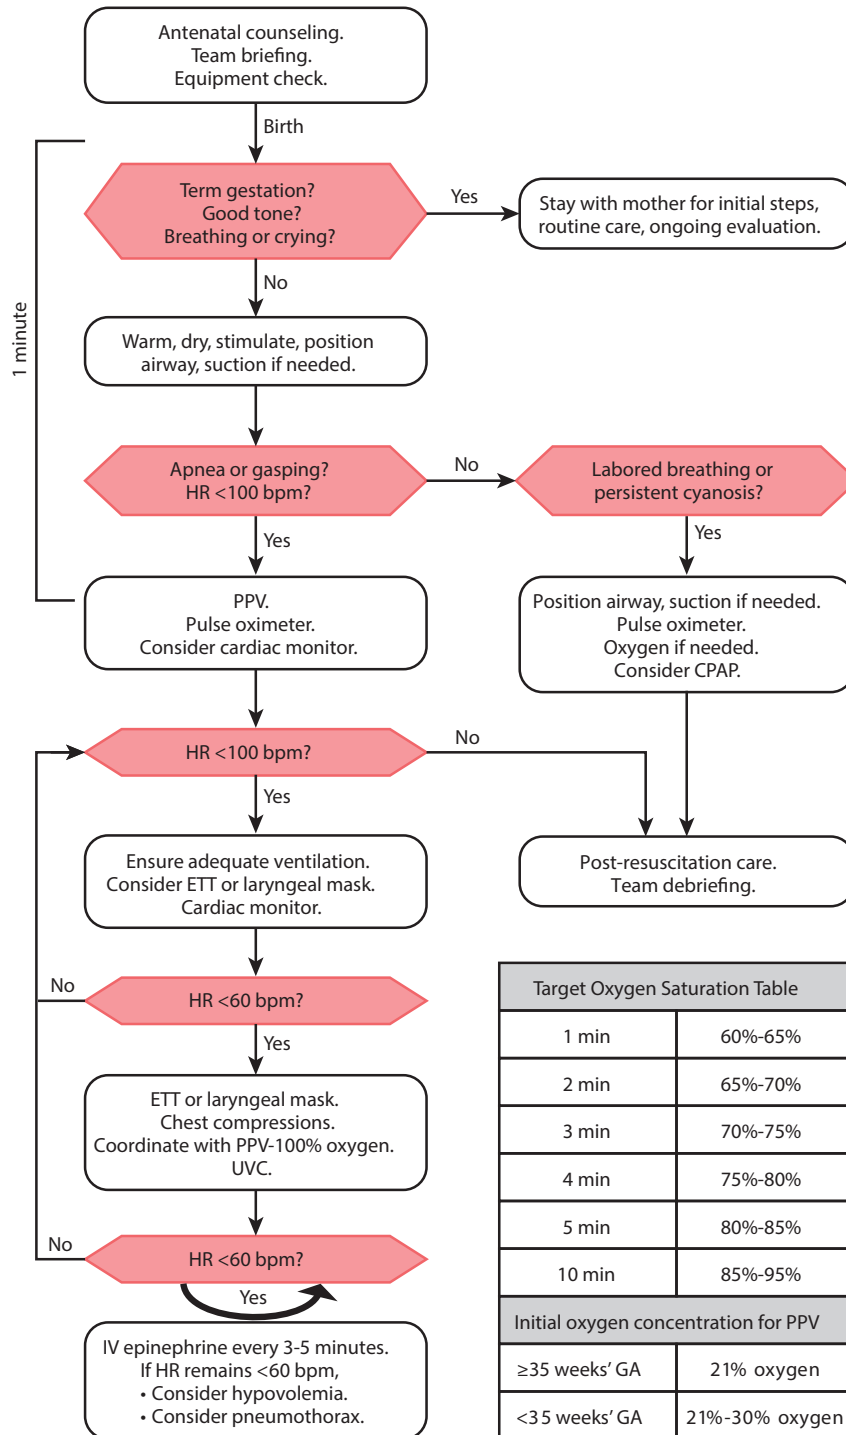 Antenatal counseling.
Team briefing.
Equipment check.
Birth
1 minute
Term gestation?
Good tone?
Breathing or crying?
Yes
Stay with mother for initial steps,
routine care, ongoing evaluation.
No
Warm, dry, stimulate, position
airway, suction if needed.
Apnea or gasping?
HR <100 bpm?
No
Labored breathing or
persistent cyanosis?
Yes
Yes
PPV.
Pulse oximeter.
Consider cardiac monitor.
Position airway, suction if needed.
Pulse oximeter.
Oxygen if needed.
Consider CPAP.
HR <100 bpm?
No
Yes
Ensure adequate ventilation.
Consider ETT or laryngeal mask.
Cardiac monitor.
Post-resuscitation care.
Team debriefing.
HR <60 bpm?
No
Yes
ETT or laryngeal mask.
Chest compressions.
Coordinate with PPV-100% oxygen.
UVC.
HR <60 bpm?
No
Yes
IV epinephrine every 3-5 minutes.
If HR remains <60 bpm,
• Consider hypovolemia.
• Consider pneumothorax.
Target Oxygen Saturation Table
1 min 60%-65%
2 min 65%-70%
3 min 70%-75%
4 min 75%-80%
5 min 80%-85%
10 min 85%-95%
Initial oxygen concentration for PPV
≥35 weeks' GA 21% oxygen
<35 weeks' GA 21%-30% oxygen